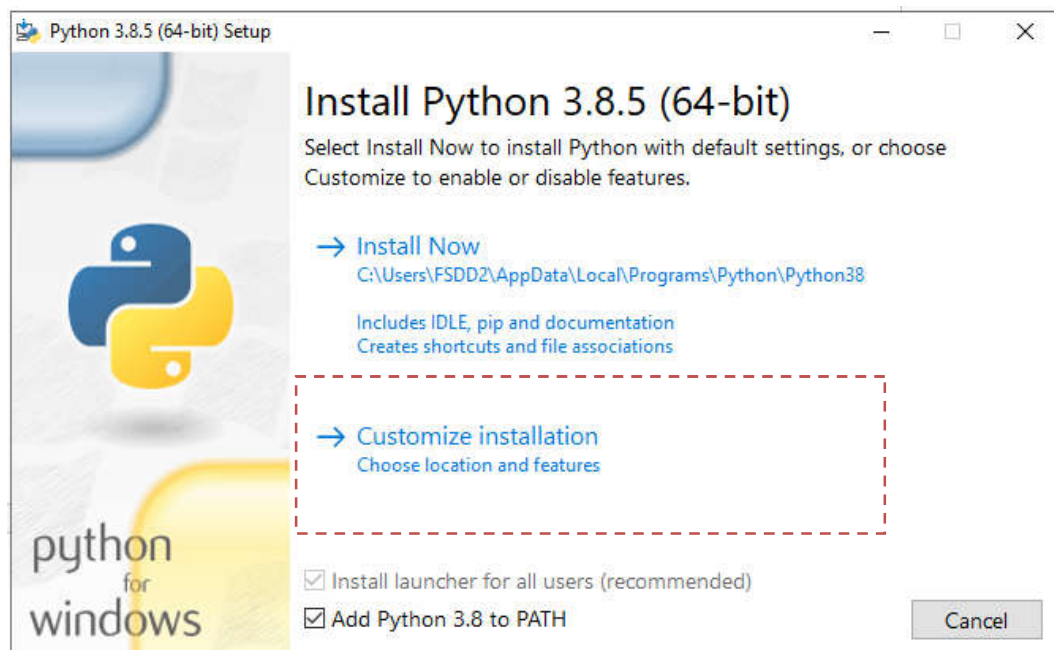 Python 3.8.5 (64-bit) Setup
Install Python 3.8.5 (64-bit)
Select Install Now to install Python with default settings, or choose
Customize to enable or disable features.
Install Now
C:\Users\FSDD2\AppData\Local\Programs\Python\Python38
Includes IDLE, pip and documentation
Creates shortcuts and file associations
Customize installation
Choose location and features
python
for
windows
Install launcher for all users (recommended)
Add Python 3.8 to PATH
Cancel